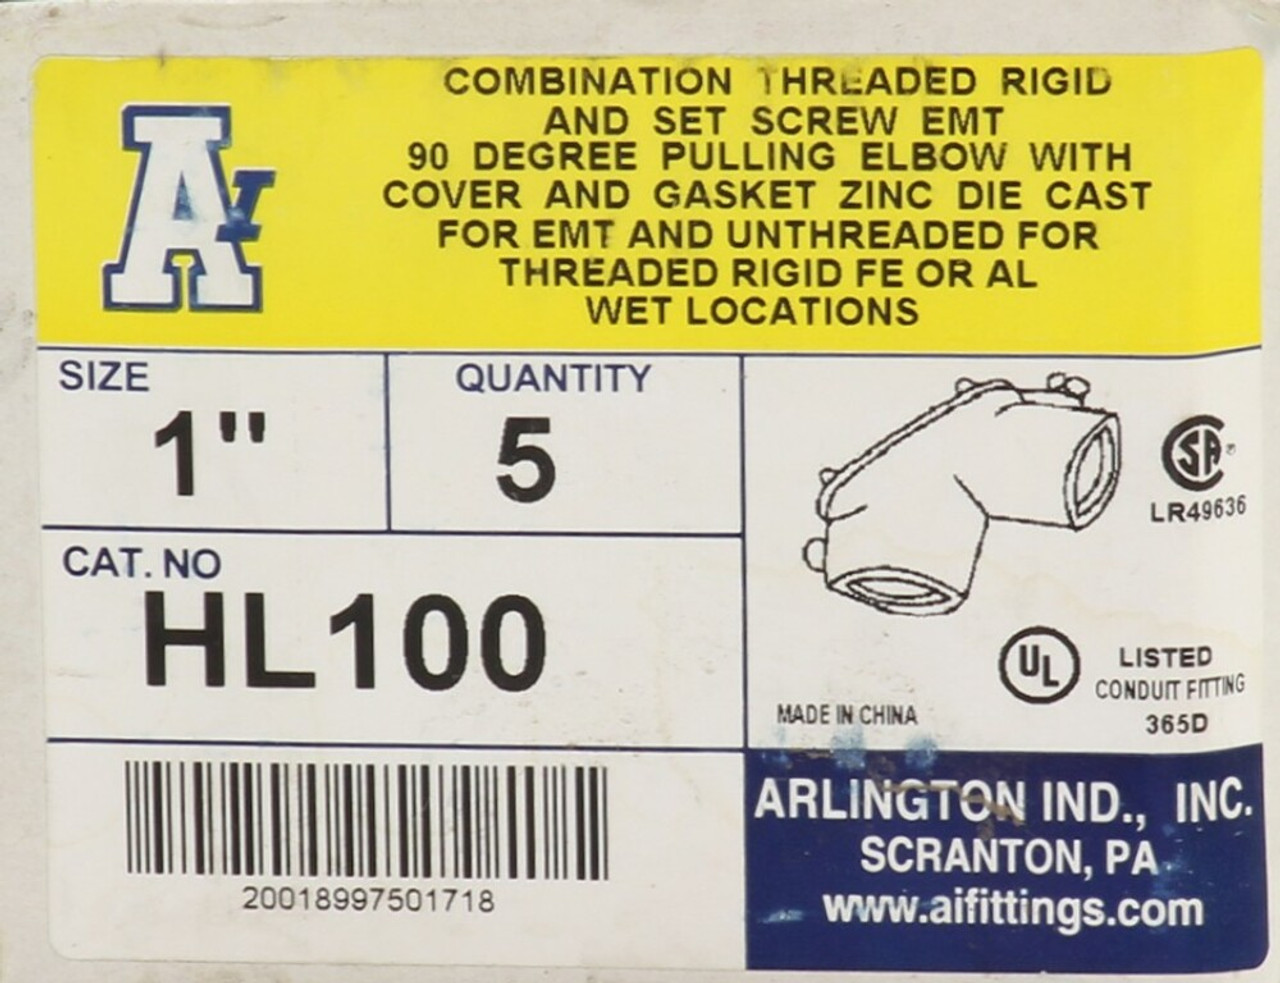 COMBINATION THREADED RIGID
AND SET SCREW EMT
90 DEGREE PULLING ELBOW WITH
COVER AND GASKET ZINC DIE CAST
FOR EMT AND UNTHREADED FOR
THREADED RIGID FE OR AL
WET LOCATIONS
AI
SIZE
1"
QUANTITY
5
CAT. NO
HL100
SA®
LR49636
UL
LISTED
CONDUIT FITTING
365D
MADE IN CHINA
20018997501718
ARLINGTON IND., INC.
SCRANTON, PA
www.aifittings.com